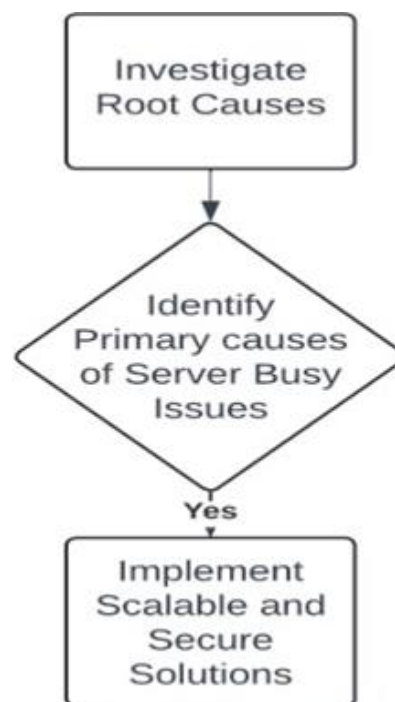 Investigate
Root Causes
Identify
Primary causes
of Server Busy
Issues
Yes
Implement
Scalable and
Secure
Solutions